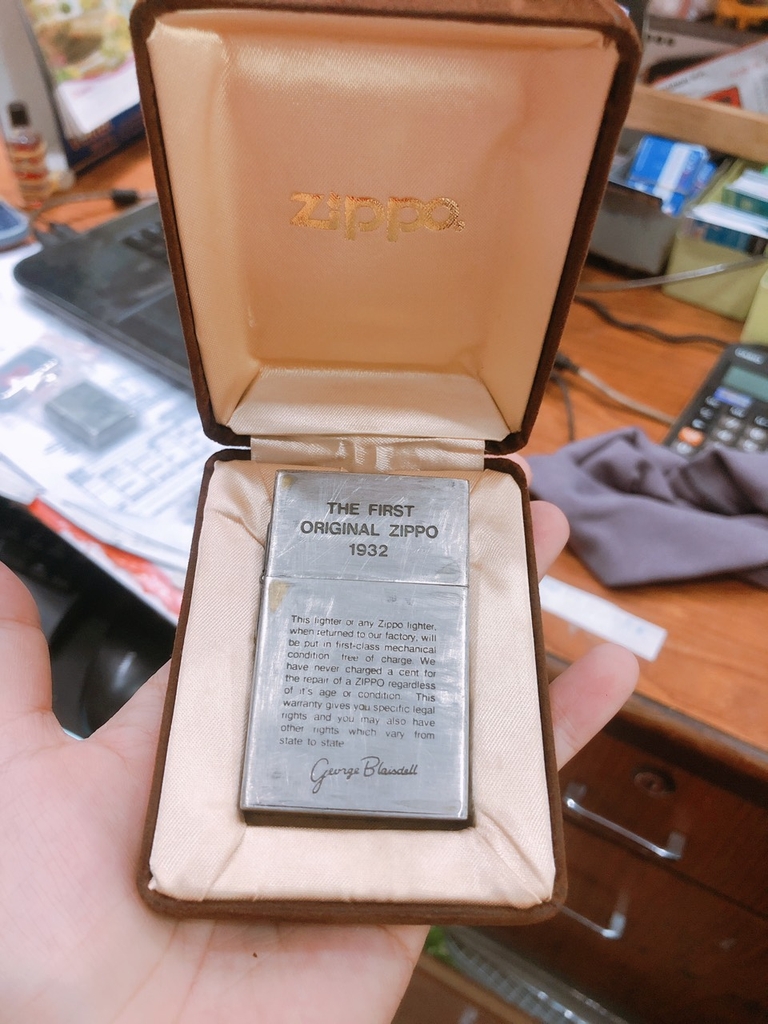 zippo
THE FIRST
ORIGINAL ZIPPO
1932
This lighter or any Zippo lighter,
when returned to our factory, will
be put in first-class mechanical
condition free of charge. We
have never charged a cent for
the repair of a ZIPPO regardless
of it's age or condition. This
warranty gives you specific legal
rights and you may also have
other rights which vary from
state to state
George Blaisdell